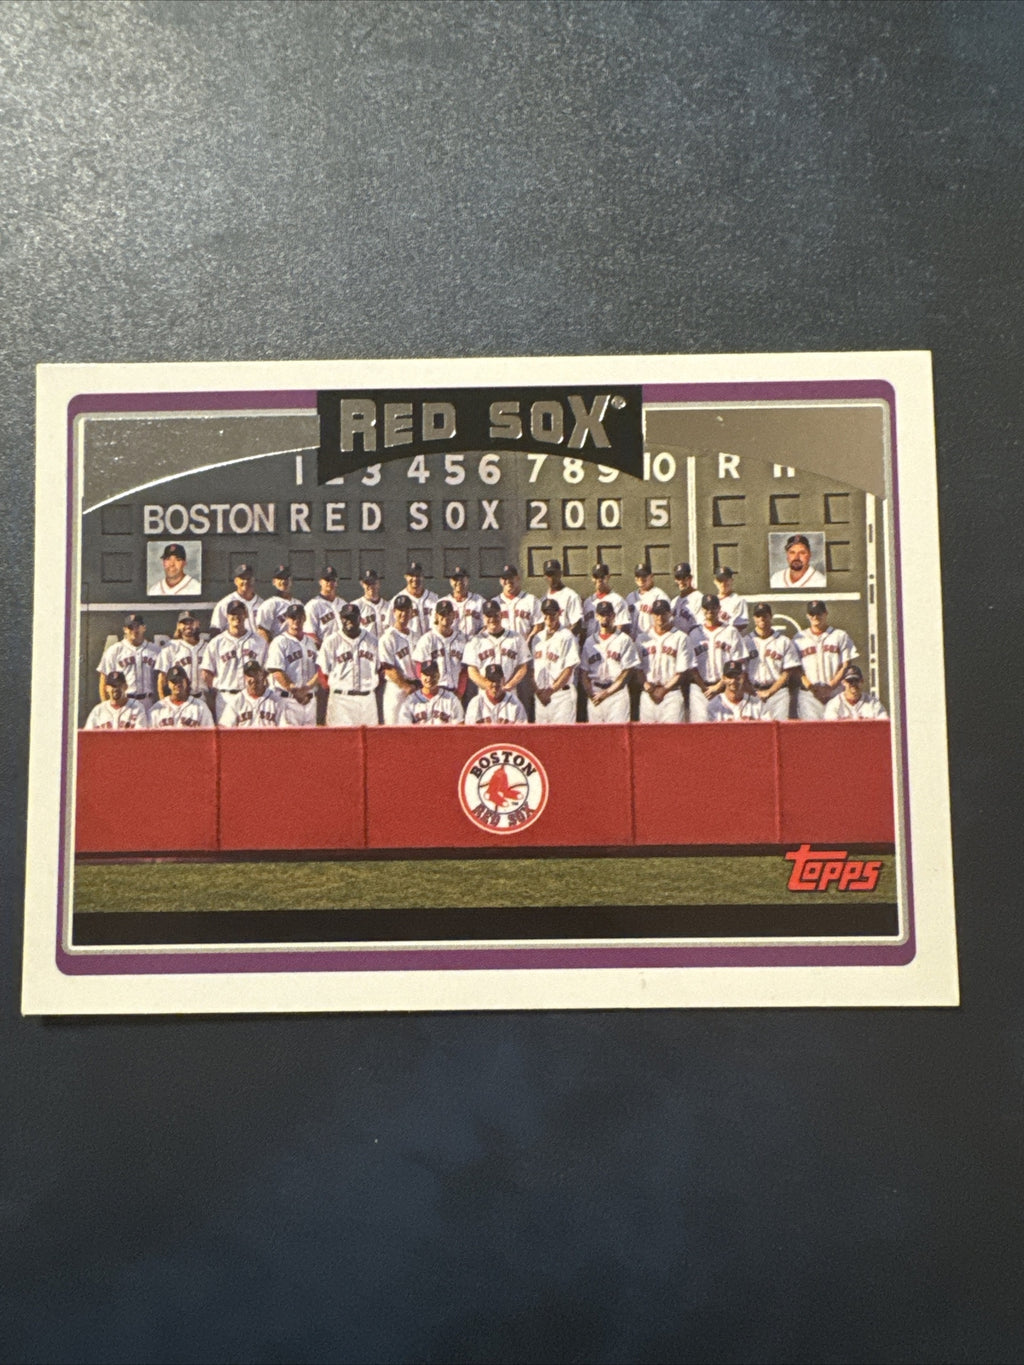 RED SOX®
1 2 3 4 5 6 7 8 9 10 R H
BOSTON RED SOX 2005
BOSTON
RED SOX
topps